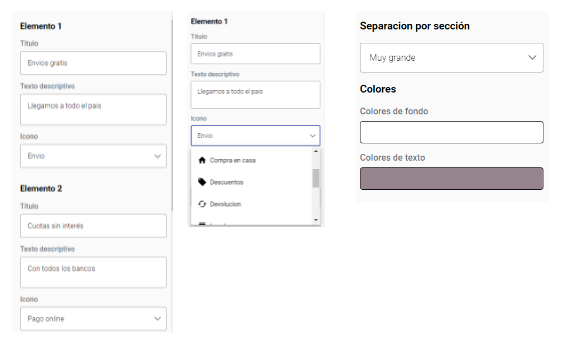 Elemento 1
Titulo
Envios gratis
Texto descriptivo
Llegamos a todo el pais
Icono
Envio
Elemento 2
Titulo
Cuotas sin interés
Texto descriptivo
Con todos los bancos
Icono
Pago online
Elemento 1
Titulo
Envios gratis
Texto descriptivo
Llegamos a todo el pais
Icono
Envio
Compra en casa
Descuentos
Devolucion
Separacion por sección
Muy grande
Colores
Colores de fondo
Colores de texto